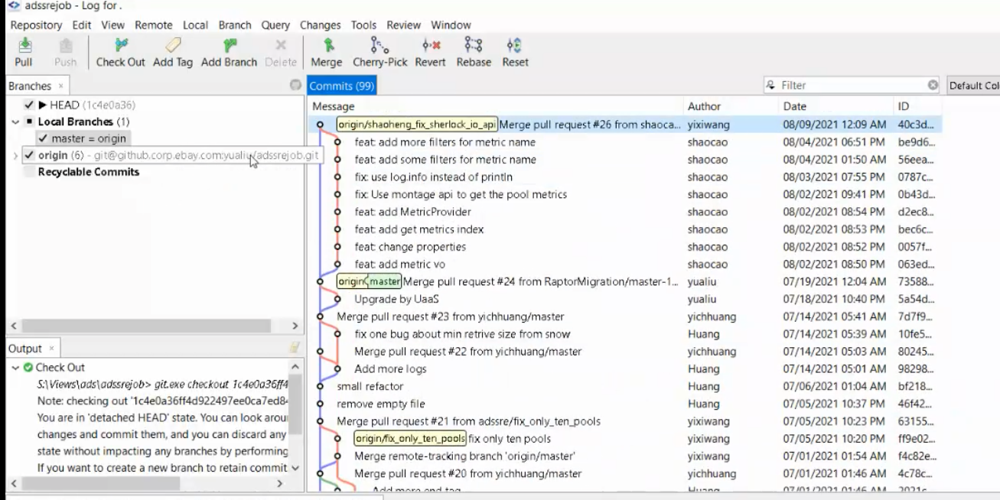 adssrejob - Log for .
Repository Edit View Remote Local Branch Query Changes Tools Review Window
Pull Push Check Out Add Tag Add Branch Delete Merge Cherry-Pick Revert Rebase Reset
Branches
HEAD (1c4e0a36)
Local Branches (1)
master = origin
origin (6) - git@github.corp.ebay.com:yualiu/adssrejob.git
Recyclable Commits
Output
Check Out
S:\Views\ads\adssrejob> git.exe checkout 1c4e0a36ff4
Note: checking out '1c4e0a36ff4d922497ee0ca7ed84
You are in 'detached HEAD' state. You can look arou
changes and commit them, and you can discard any
state without impacting any branches by performing
If you want to create a new branch to retain commit
Commits (99)
Filter
Default Col
Message Author Date ID
origin/shaoheng_fix_sherlock_io_api Merge pull request #26 from shaoca... yixiwang 08/09/2021 12:09 AM 40c3d...
feat: add more filters for metric name shaocao 08/04/2021 06:51 PM be9d6...
feat: add some filters for metric name shaocao 08/04/2021 01:50 AM 56eea...
fix: use log.info instead of println shaocao 08/03/2021 07:55 PM 0787c...
fix: Use montage api to get the pool metrics shaocao 08/02/2021 09:41 PM 0b43d...
feat: add MetricProvider shaocao 08/02/2021 08:54 PM d2ec8...
feat: add get metrics index shaocao 08/02/2021 08:53 PM bec6c...
feat: change properties shaocao 08/02/2021 08:52 PM 0057f...
feat: add metric vo shaocao 08/02/2021 08:50 PM 063ed...
origin master Merge pull request #24 from RaptorMigration/master-1... yualiu 07/19/2021 12:04 AM 73588...
Upgrade by UaaS yualiu 07/18/2021 10:40 PM 5a54d...
Merge pull request #23 from yichhuang/master yichhuang 07/14/2021 05:41 AM 7d7f9...
fix one bug about min retrive size from snow Huang 07/14/2021 05:39 AM 10fe5...
Merge pull request #22 from yichhuang/master yichhuang 07/14/2021 05:03 AM 80245...
Add more logs Huang 07/14/2021 05:01 AM 98298...
small refactor Huang 07/06/2021 01:04 AM bf218...
remove empty file Huang 07/05/2021 10:37 PM 46f42...
Merge pull request #21 from adssre/fix_only_ten_pools yixiwang 07/05/2021 10:23 PM 63155...
origin/fix_only_ten_pools fix only ten pools yixiwang 07/05/2021 10:20 PM ff9e02...
Merge remote-tracking branch 'origin/master' yixiwang 07/01/2021 01:54 AM f4c82e...
Merge pull request #20 from yichhuang/master yichhuang 07/01/2021 01:46 AM 4c78c...
Add more end tag Huang 07/01/2021 01:46 AM